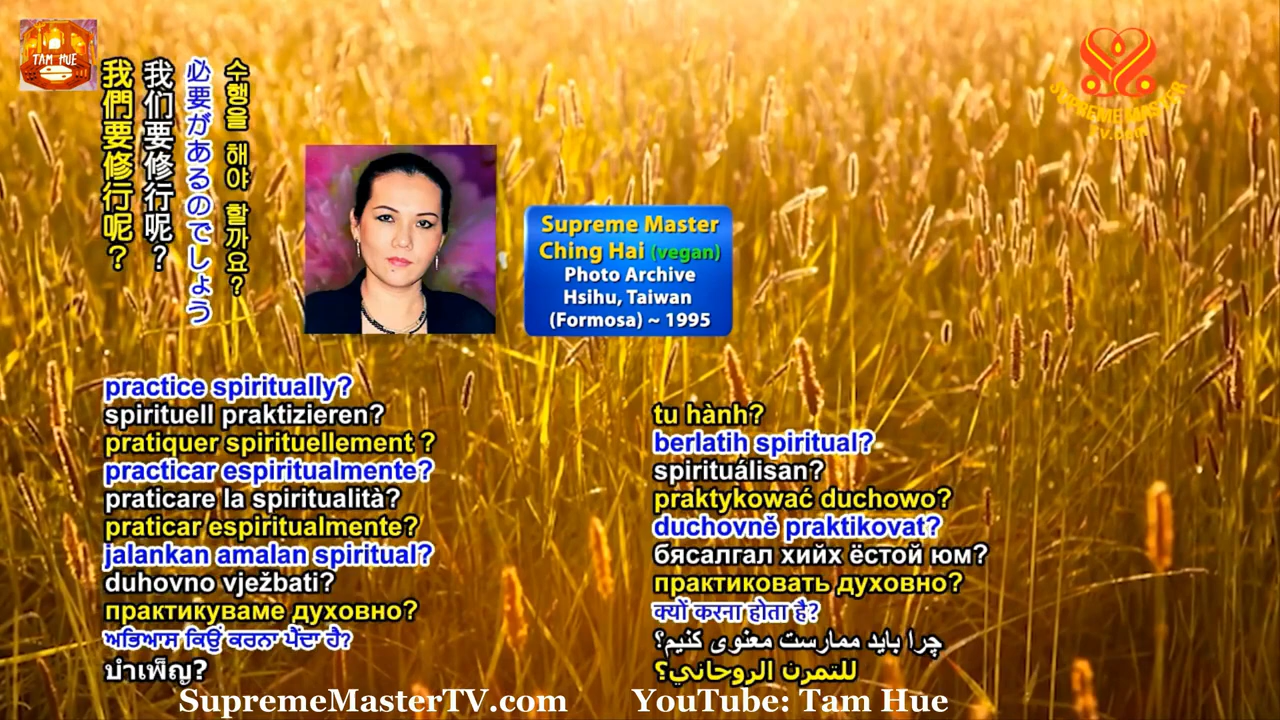 TAM HUE
SUPREME MASTER
TV.com
我們要修行呢？
我们要修行呢？
必要があるのでしょう
수행을 해야 할까요?
Supreme Master
Ching Hai (vegan)
Photo Archive
Hsihu, Taiwan
(Formosa) ~ 1995
practice spiritually?
spirituell praktizieren?
pratiquer spirituellement ?
practicar espiritualmente?
praticare la spiritualità?
praticar espiritualmente?
jalankan amalan spiritual?
duhovno vježbati?
практикуваме духовно?
ਅਭਿਆਸ ਕਿਉਂ ਕਰਨਾ ਪੈਂਦਾ ਹੈ?
บำเพ็ญ?
tu hành?
berlatih spiritual?
spirituálisan?
praktykować duchowo?
duchovně praktikovat?
бясалгал хийх ёстой юм?
практиковать духовно?
क्यों करना होता है?
چرا باید ممارست معنوی کنیم؟
للتمرن الروحاني؟
SupremeMasterTV.com
YouTube: Tam Hue